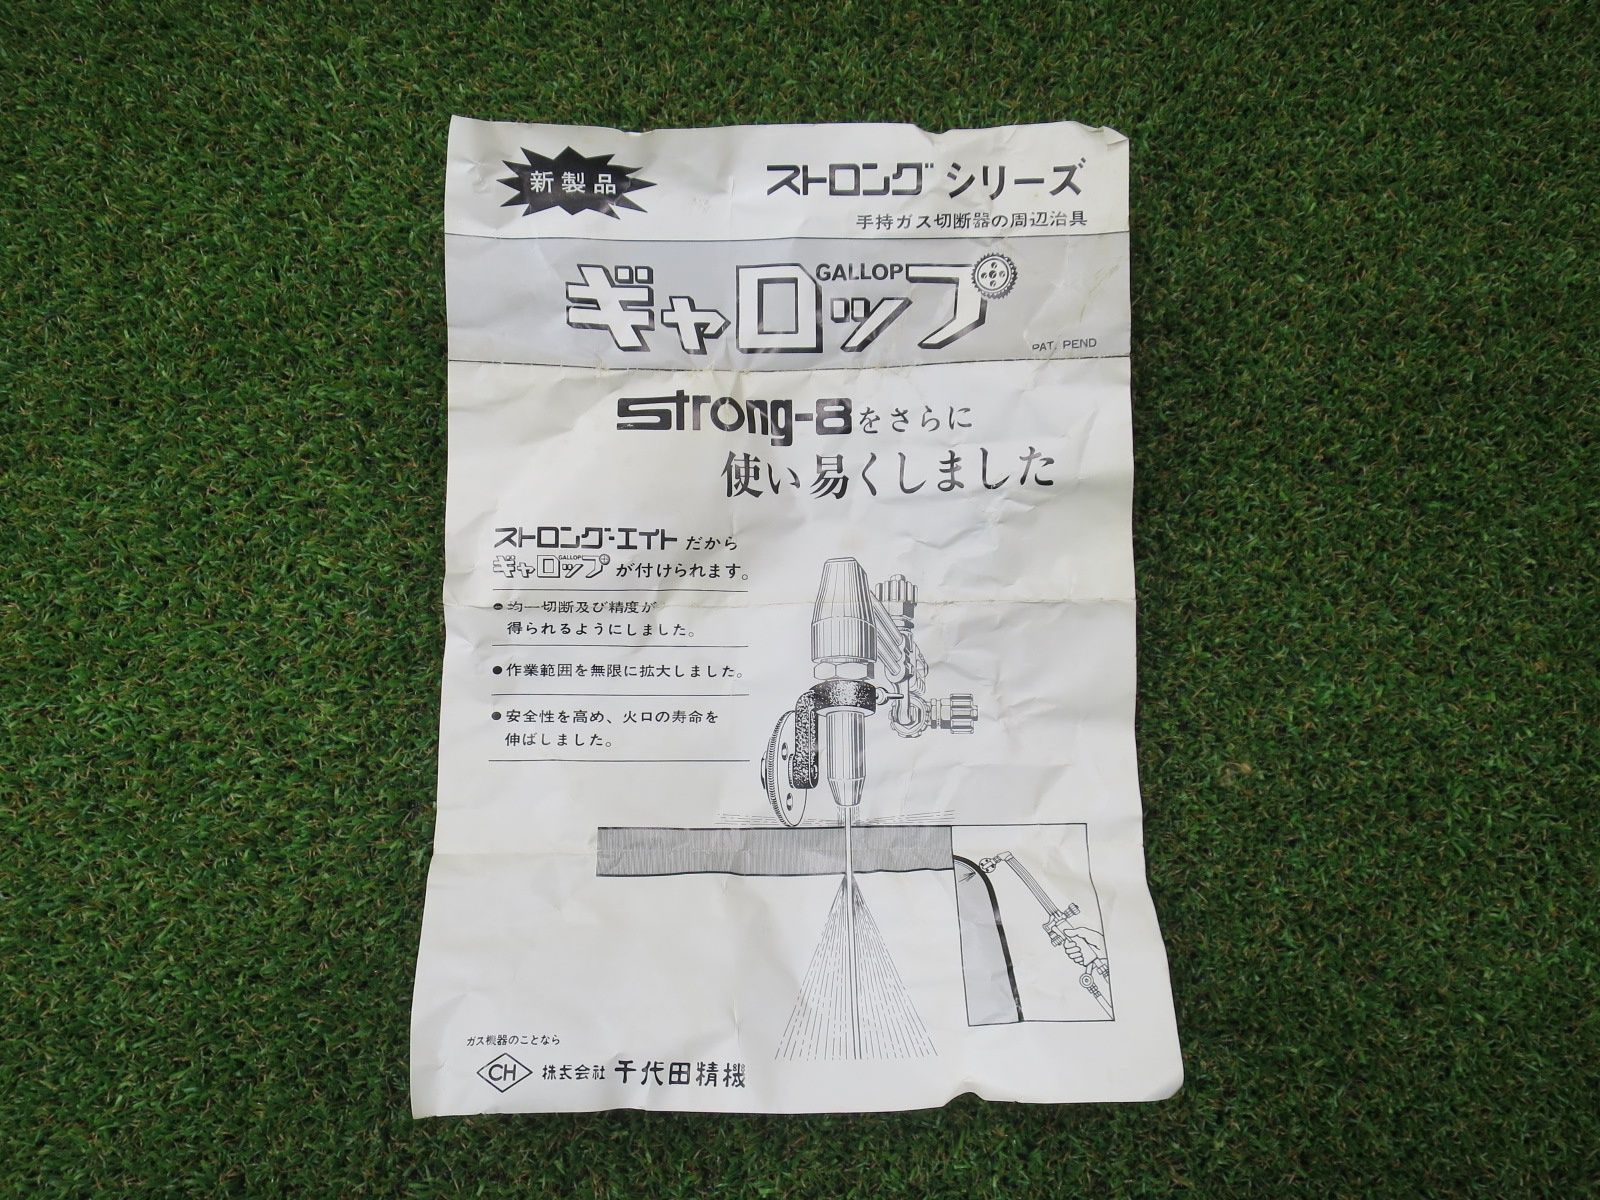 新製品
ストロングシリーズ
手持ガス切断器の周辺治具
GALLOP
ギャロップ
PAT. PEND
strong-8をさらに
使い易くしました
ストロング-エイトだから
GALLOP
ギャロップが付けられます。
●均一切断及び精度が
得られるようにしました。
●作業範囲を無限に拡大しました。
●安全性を高め、火口の寿命を
伸ばしました。
ガス機器のことなら
CH 株式会社 千代田精機